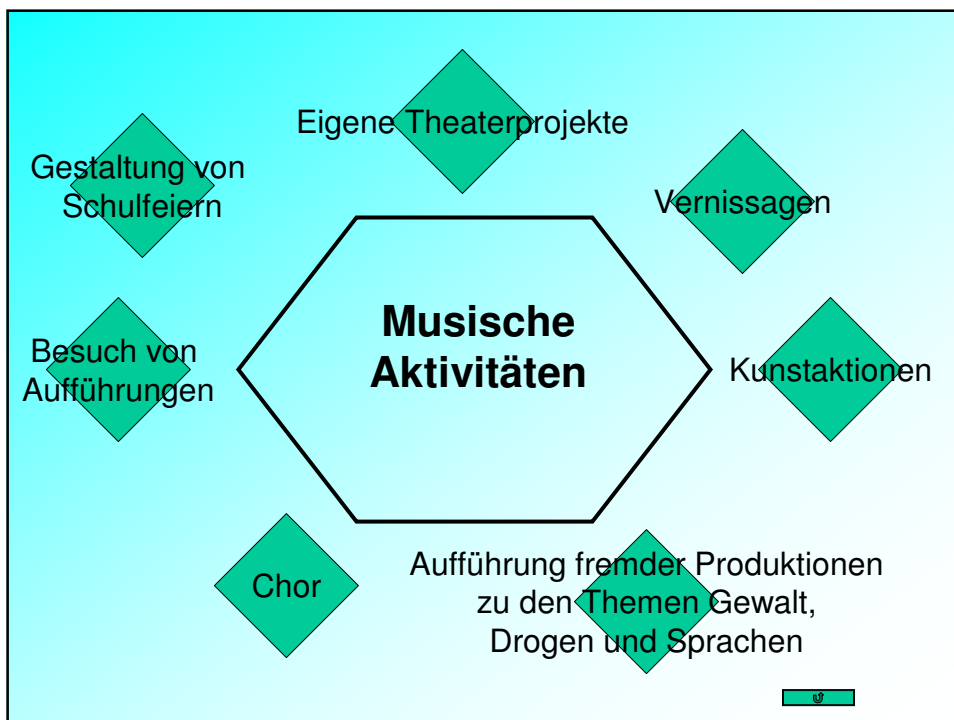 Eigene Theaterprojekte
Gestaltung von
Schulfeiern
Vernissagen
Musische
Aktivitäten
Besuch von
Aufführungen
Kunstaktionen
Chor
Aufführung fremder Produktionen
zu den Themen Gewalt,
Drogen und Sprachen